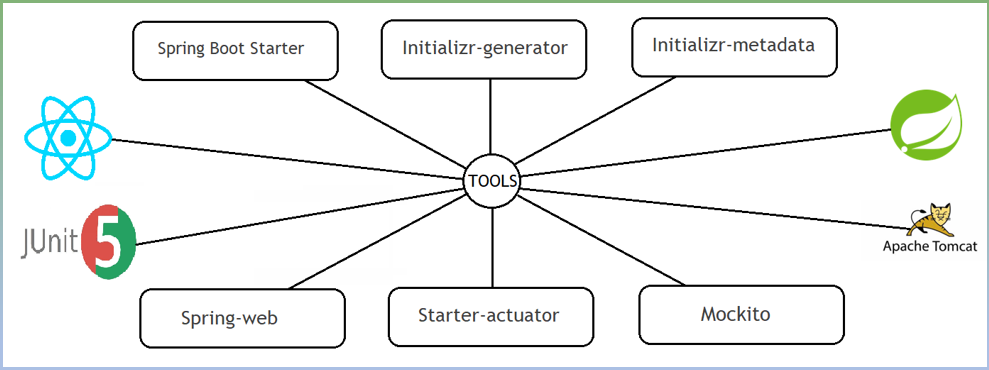 Spring Boot Starter
Initializr-generator
Initializr-metadata
TOOLS
JUnit 5
Apache Tomcat
Spring-web
Starter-actuator
Mockito